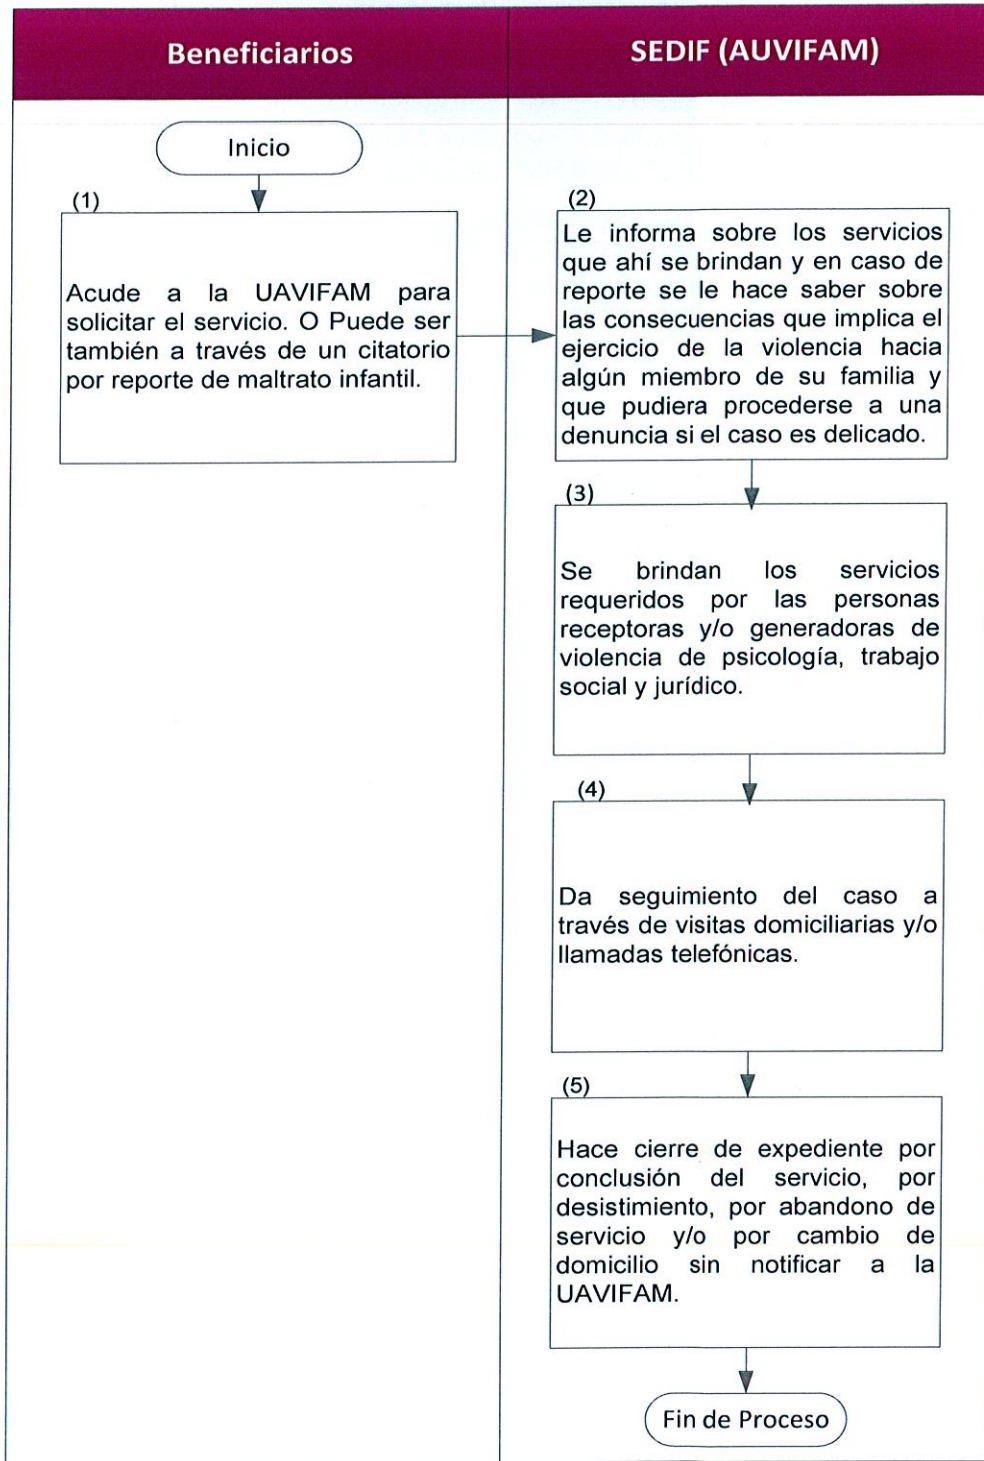 Beneficiarios
SEDIF (AUVIFAM)
Inicio
(1)
Acude a la UAVIFAM para
solicitar el servicio. O Puede ser
también a través de un citatorio
por reporte de maltrato infantil.
(2)
Le informa sobre los servicios
que ahí se brindan y en caso de
reporte se le hace saber sobre
las consecuencias que implica el
ejercicio de la violencia hacia
algún miembro de su familia y
que pudiera procederse a una
denuncia si el caso es delicado.
(3)
Se brindan los servicios
requeridos por las personas
receptoras y/o generadoras de
violencia de psicología, trabajo
social y jurídico.
(4)
Da seguimiento del caso a
través de visitas domiciliarias y/o
llamadas telefónicas.
(5)
Hace cierre de expediente por
conclusión del servicio, por
desistimiento, por abandono de
servicio y/o por cambio de
domicilio sin notificar a la
UAVIFAM.
Fin de Proceso